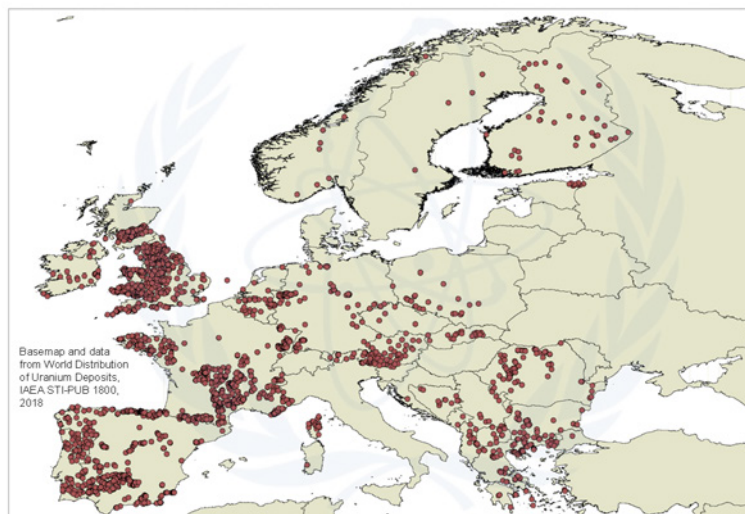 Basemap and data
from World Distribution
of Uranium Deposits,
IAEA STI-PUB 1800,
2018